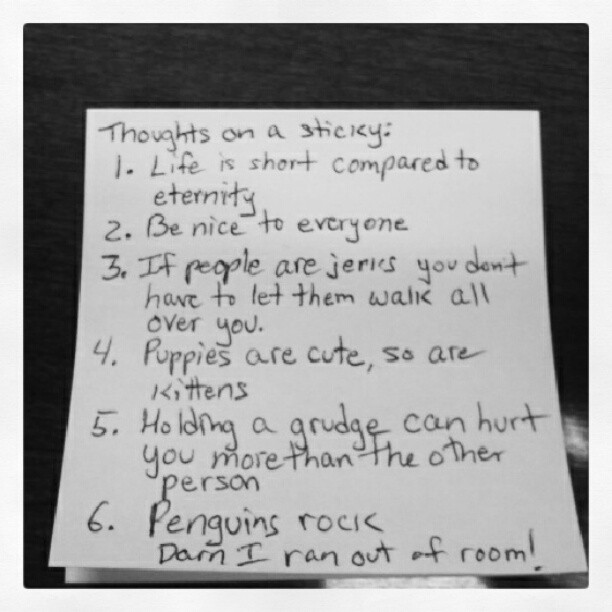 Thoughts on a sticky:
1. Life is short compared to
eternity
2. Be nice to everyone
3. If people are jerks you don't
have to let them walk all
over you.
4. Puppies are cute, so are
kittens
5. Holding a grudge can hurt
you more than the other
person
6. Penguins rock
Darn I ran out of room!